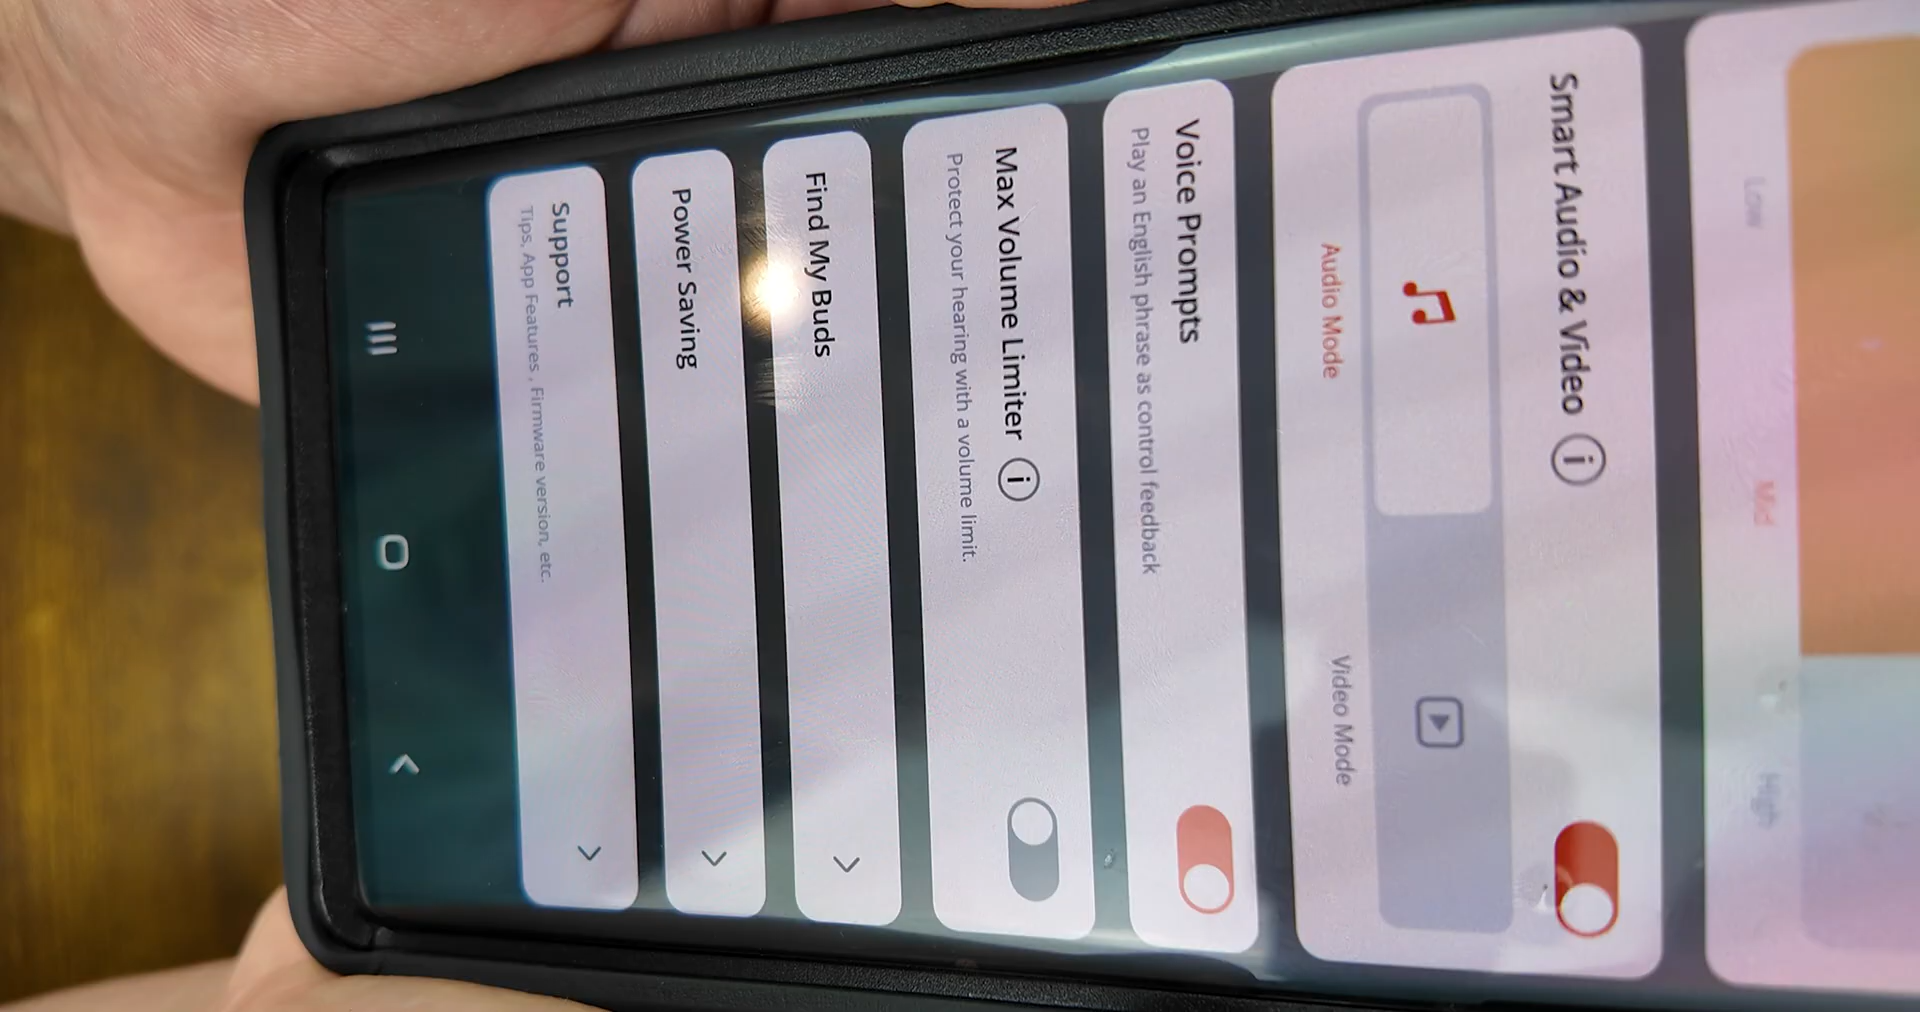 Low Mid High
Smart Audio & Video
Audio Mode Video Mode
Voice Prompts
Play an English phrase as control feedback
Max Volume Limiter
Protect your hearing with a volume limit.
Find My Buds
Power Saving
Support
Tips, App Features , Firmware version, etc.